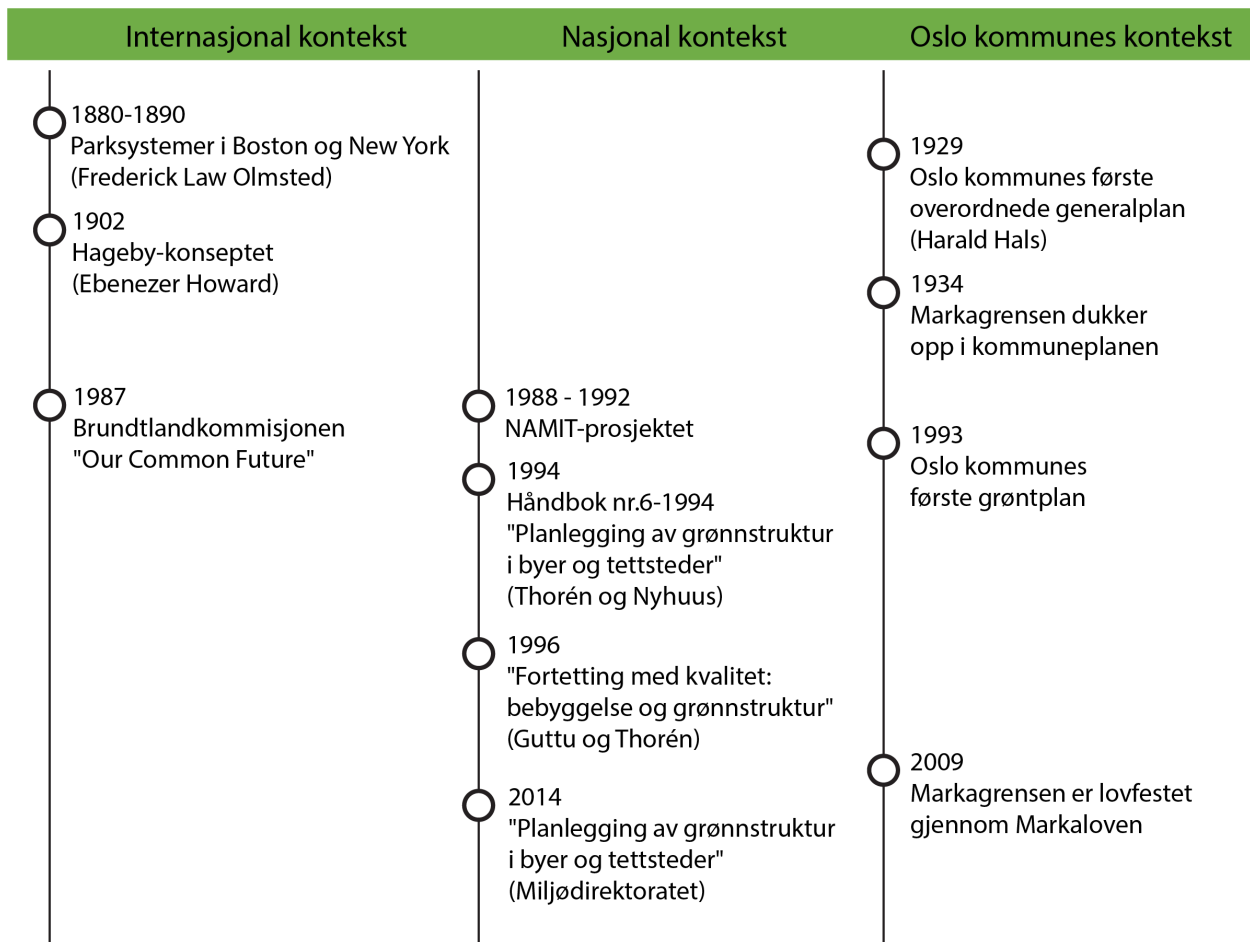 Internasjonal kontekst
1880-1890
Parksystemer i Boston og New York
(Frederick Law Olmsted)
1902
Hageby-konseptet
(Ebenezer Howard)
1987
Brundtlandkommisjonen
"Our Common Future"
Nasjonal kontekst
1988 - 1992
NAMIT-prosjektet
1994
Håndbok nr.6-1994
"Planlegging av grønnstruktur
i byer og tettsteder"
(Thorén og Nyhuus)
1996
"Fortetting med kvalitet:
bebyggelse og grønnstruktur"
(Guttu og Thorén)
2014
"Planlegging av grønnstruktur
i byer og tettsteder"
(Miljødirektoratet)
Oslo kommunes kontekst
1929
Oslo kommunes første
overordnede generalplan
(Harald Hals)
1934
Markagrensen dukker
opp i kommuneplanen
1993
Oslo kommunes
første grøntplan
2009
Markagrensen er lovfestet
gjennom Markaloven